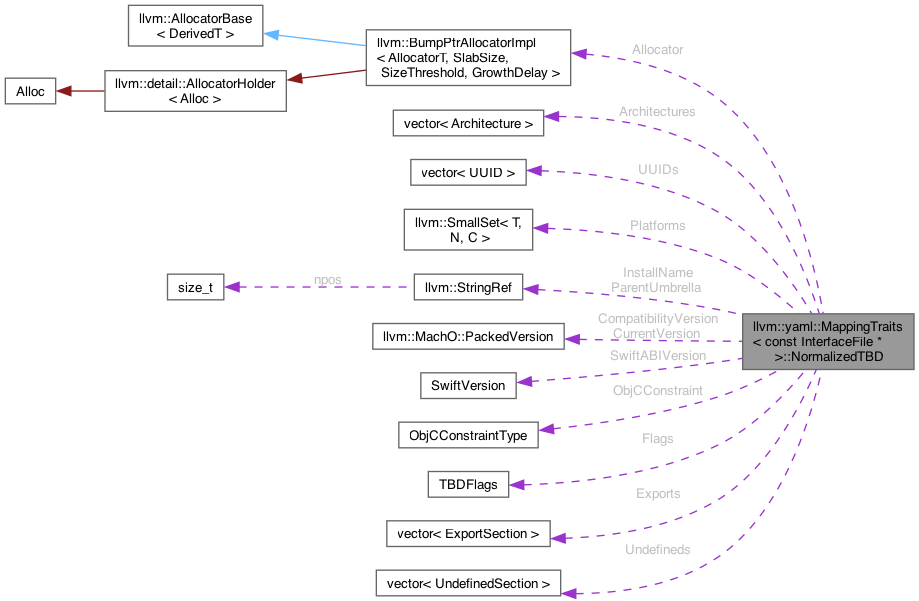 llvm::AllocatorBase
< DerivedT >
llvm::BumpPtrAllocatorImpl
< AllocatorT, SlabSize,
SizeThreshold, GrowthDelay >
Allocator
Alloc
llvm::detail::AllocatorHolder
< Alloc >
vector< Architecture >
Architectures
vector< UUID >
UUIDs
llvm::SmallSet< T,
N, C >
Platforms
size_t
npos
llvm::StringRef
InstallName
ParentUmbrella
llvm::MachO::PackedVersion
CompatibilityVersion
CurrentVersion
llvm::yaml::MappingTraits
< const InterfaceFile *
>::NormalizedTBD
SwiftVersion
SwiftABIVersion
ObjCConstraintType
ObjCConstraint
TBDFlags
Flags
vector< ExportSection >
Exports
vector< UndefinedSection >
Undefineds